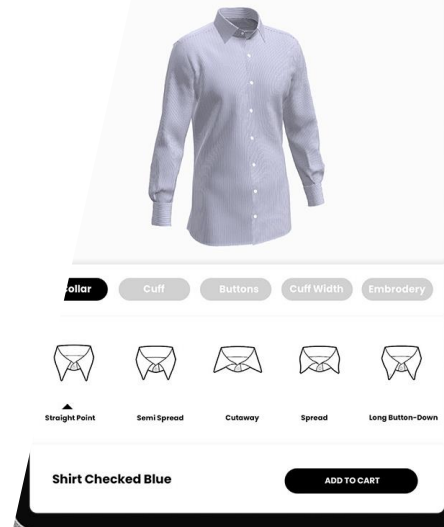 Collar Cuff Buttons Cuff Width Embrodery
Straight Point Semi Spread Cutaway Spread Long Button-Down
Shirt Checked Blue ADD TO CART